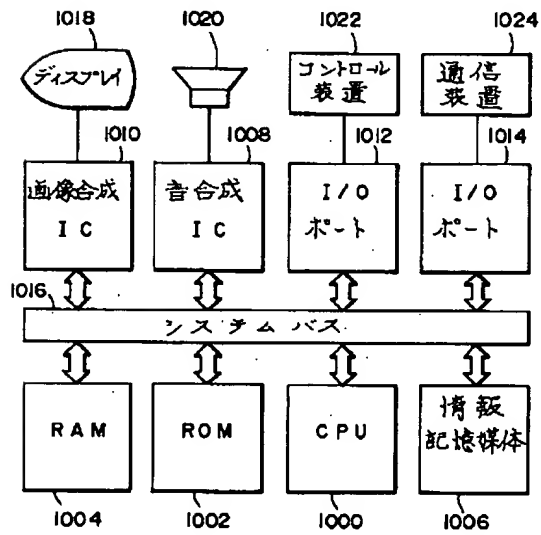 1018
1020
1022
1024
ディスプレイ
コントロール
装置
通信
装置
1010
1008
1012
1014
画像合成
IC
音合成
IC
I/O
ポート
I/O
ポート
1016
システムバス
RAM
ROM
CPU
情報
記憶媒体
1004
1002
1000
1006